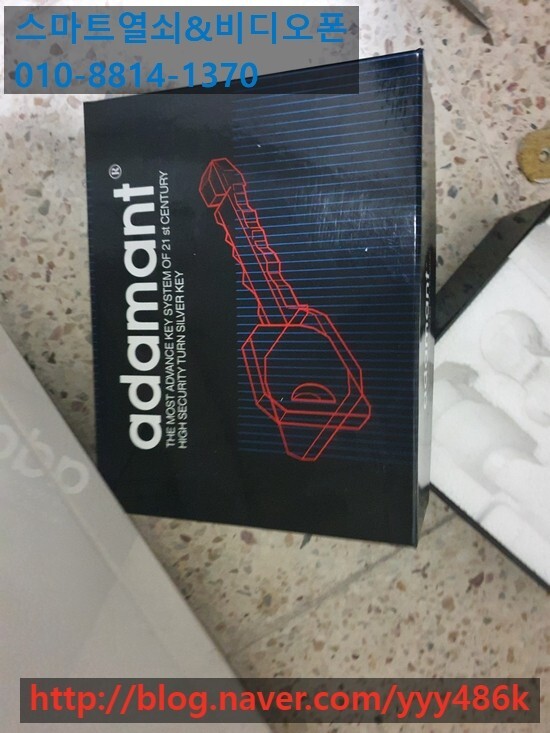 스마트열쇠&비디오폰
010-8814-1370
adamant®
THE MOST ADVANCE KEY SYSTEM OF 21 st CENTURY
HIGH SECURITY TURN SILVER KEY
adamant
http://blog.naver.com/yyy486k